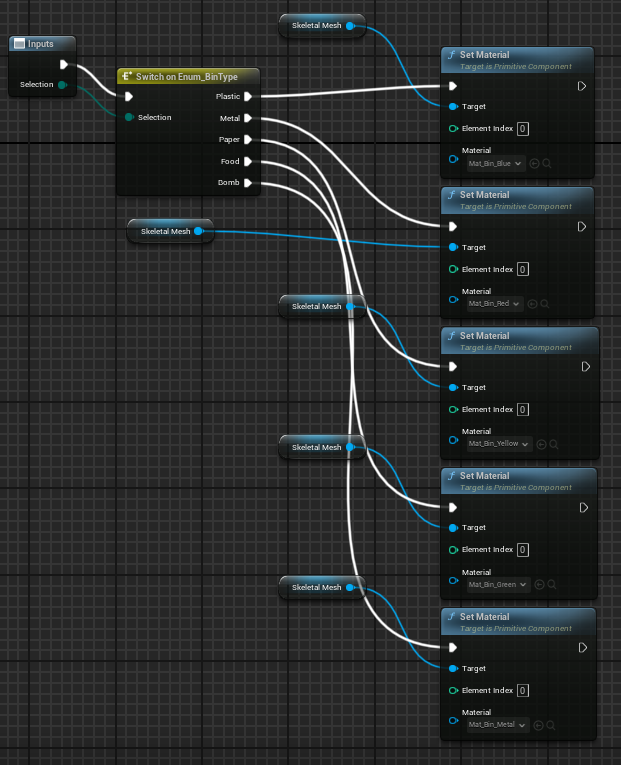 Skeletal Mesh
Inputs
Selection
Switch on Enum_BinType
Selection
Plastic
Metal
Paper
Food
Bomb
Set Material
Target is Primitive Component
Target
Element Index 0
Material
Mat_Bin_Blue
Skeletal Mesh
Set Material
Target is Primitive Component
Target
Element Index 0
Material
Mat_Bin_Red
Skeletal Mesh
Set Material
Target is Primitive Component
Target
Element Index 0
Material
Mat_Bin_Yellow
Skeletal Mesh
Set Material
Target is Primitive Component
Target
Element Index 0
Material
Mat_Bin_Green
Skeletal Mesh
Set Material
Target is Primitive Component
Target
Element Index 0
Material
Mat_Bin_Metal